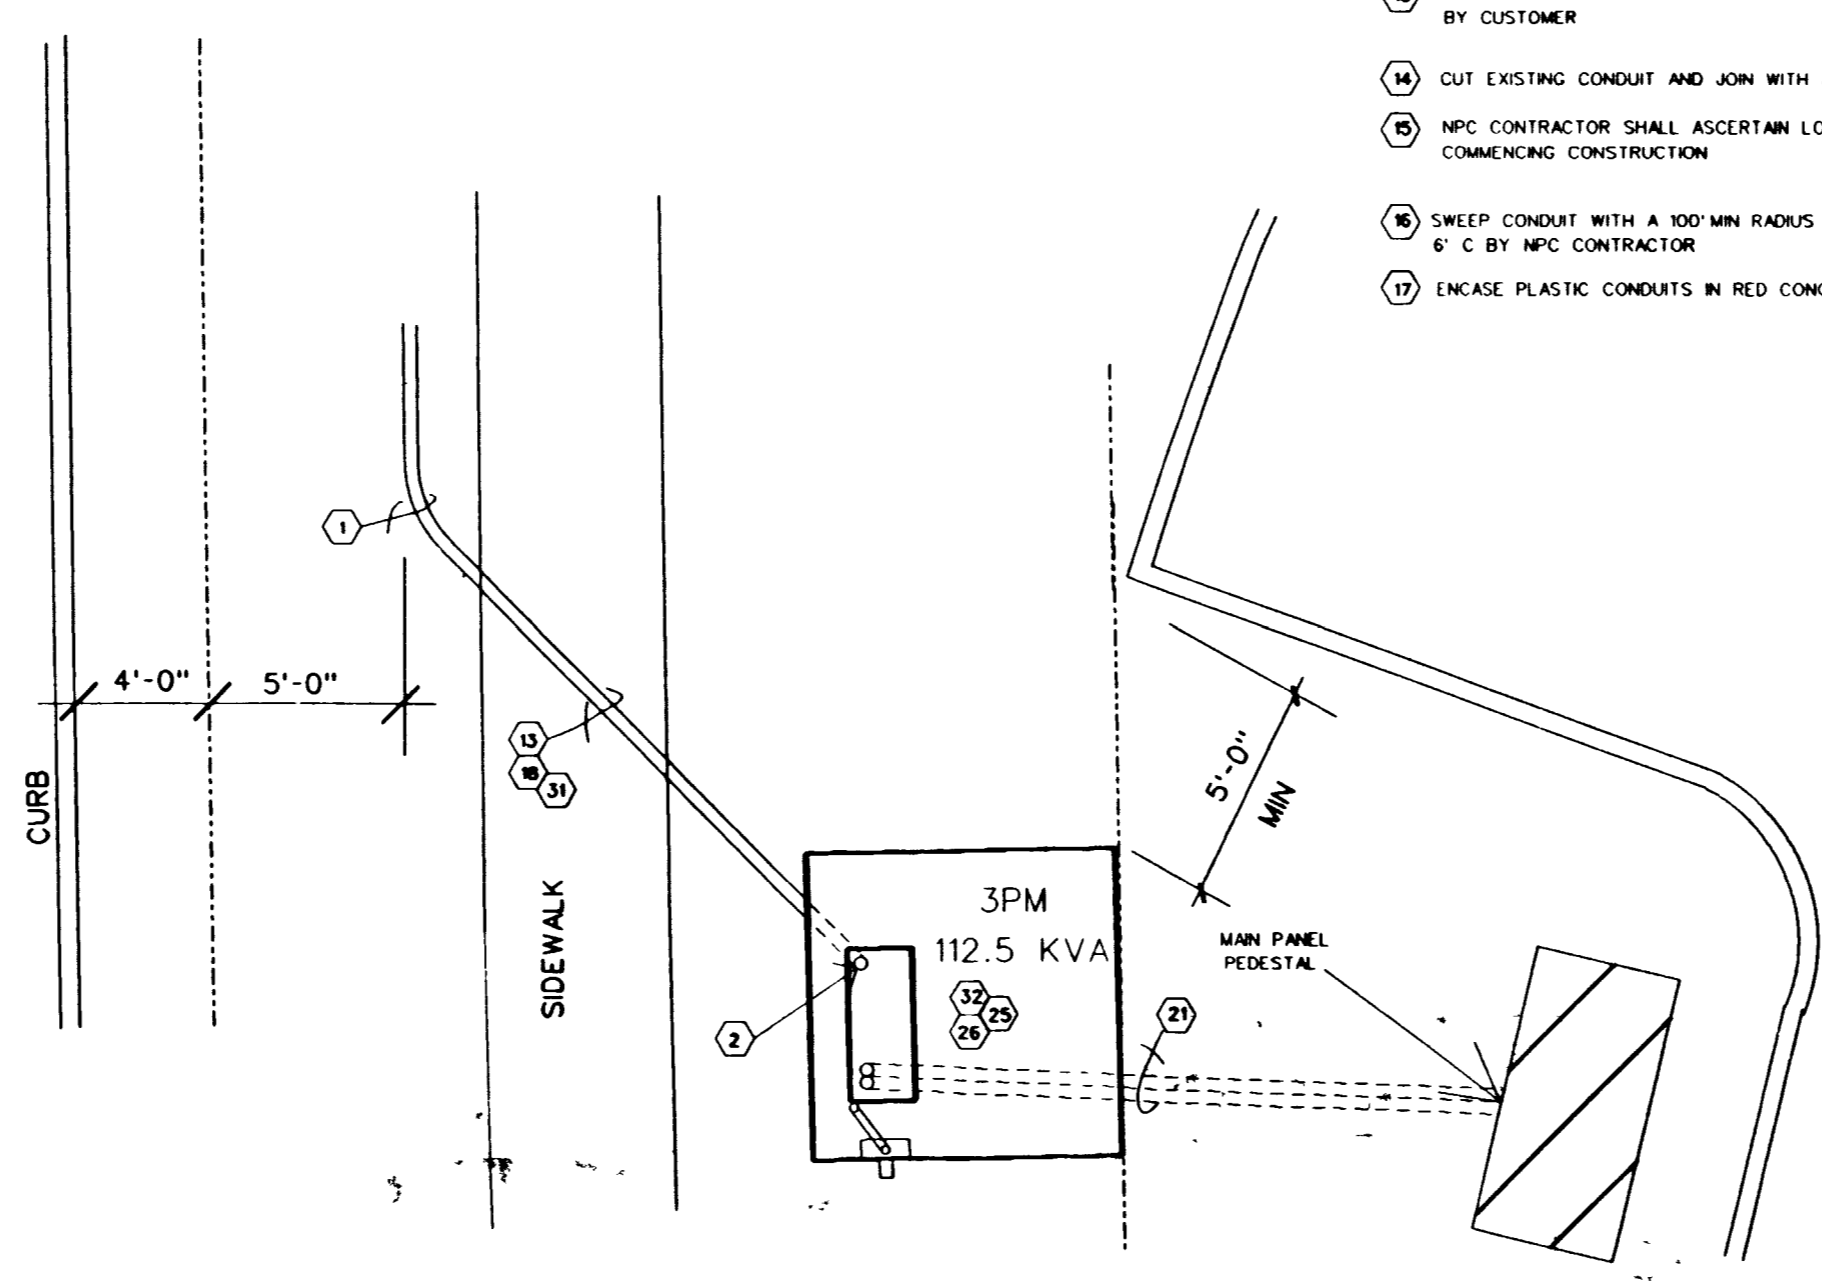 BY CUSTOMER
14 CUT EXISTING CONDUIT AND JOIN WITH
15 NPC CONTRACTOR SHALL ASCERTAIN
COMMENCING CONSTRUCTION
16 SWEEP CONDUIT WITH A 100' MIN RADIUS
6' C BY NPC CONTRACTOR
17 ENCASE PLASTIC CONDUITS IN RED
1
4'-0"
5'-0"
CURB
13
18
31
SIDEWALK
5'-0"
MIN
3PM
112.5 KVA
32
25
26
2
21
MAIN PANEL
PEDESTAL